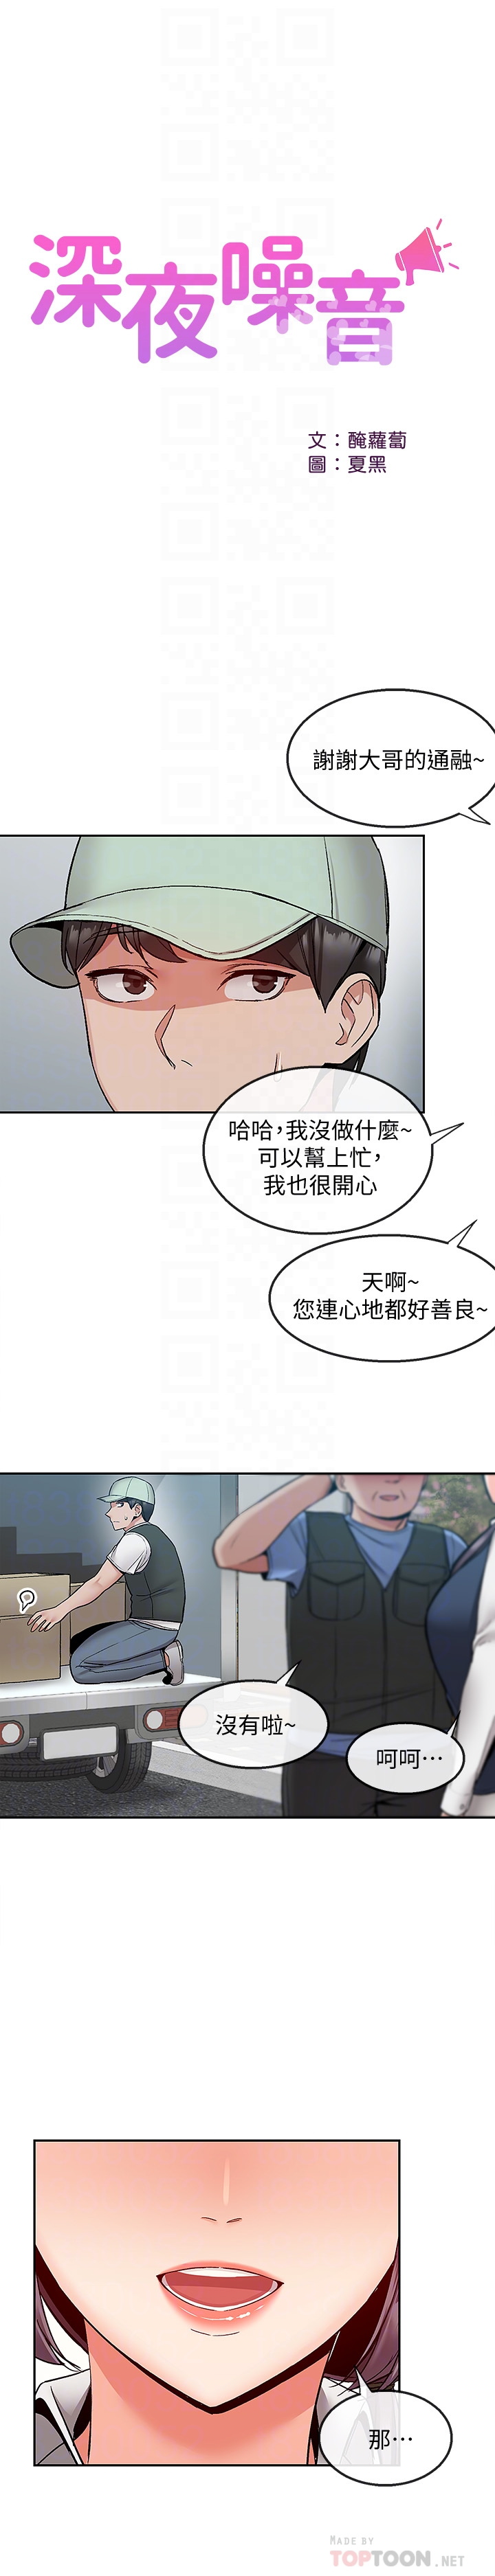 深夜噪音
文：醃蘿蔔
圖：夏黑
謝謝大哥的通融~
哈哈，我沒做什麼~
可以幫上忙，
我也很開心
天啊~
您連心地都好善良~
沒有啦~
呵呵…
那…
MADE BY
TOPTOON.NET